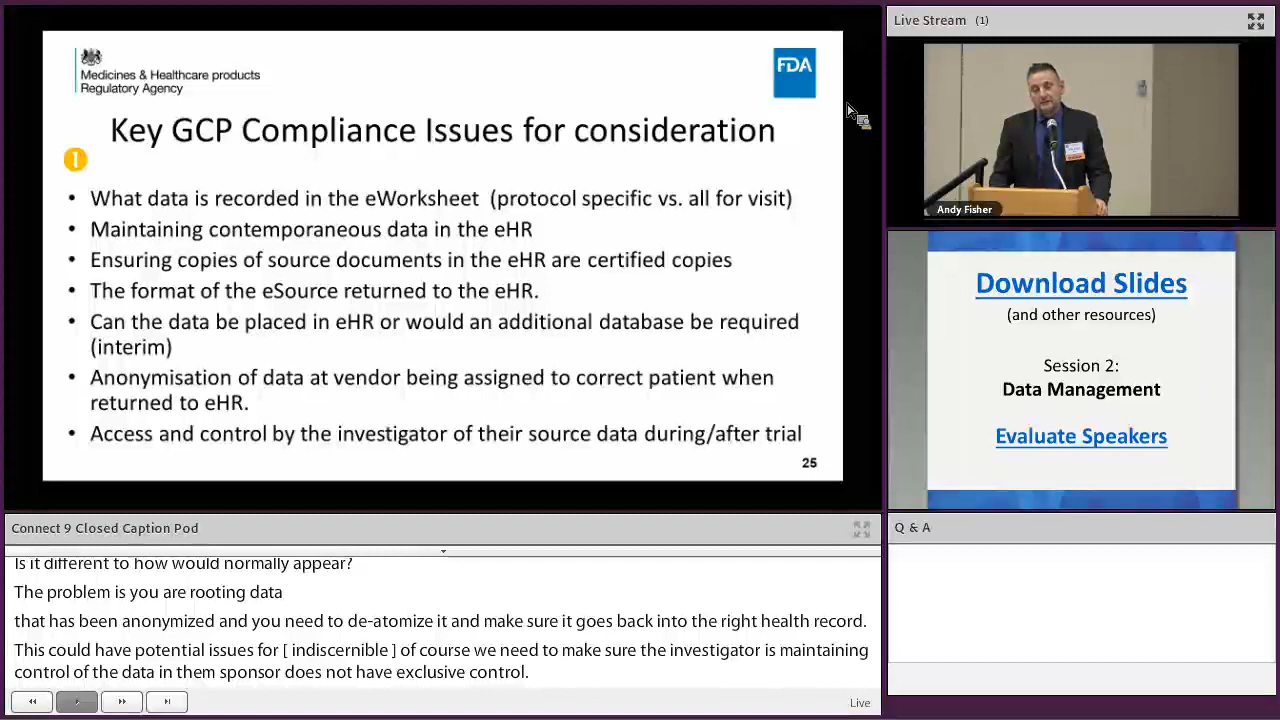 Medicines & Healthcare products
Regulatory Agency
FDA
Key GCP Compliance Issues for consideration
• What data is recorded in the eWorksheet (protocol specific vs. all for visit)
• Maintaining contemporaneous data in the eHR
• Ensuring copies of source documents in the eHR are certified copies
• The format of the eSource returned to the eHR.
• Can the data be placed in eHR or would an additional database be required
(interim)
• Anonymisation of data at vendor being assigned to correct patient when
returned to eHR.
• Access and control by the investigator of their source data during/after trial
25
Live Stream (1)
Andy Fisher
Download Slides
(and other resources)
Session 2:
Data Management
Evaluate Speakers
Connect 9 Closed Caption Pod
Is it different to how would normally appear?
The problem is you are rooting data
that has been anonymized and you need to de-atomize it and make sure it goes back into the right health record.
This could have potential issues for [ indiscernible ] of course we need to make sure the investigator is maintaining
control of the data in them sponsor does not have exclusive control.
Live
Q & A